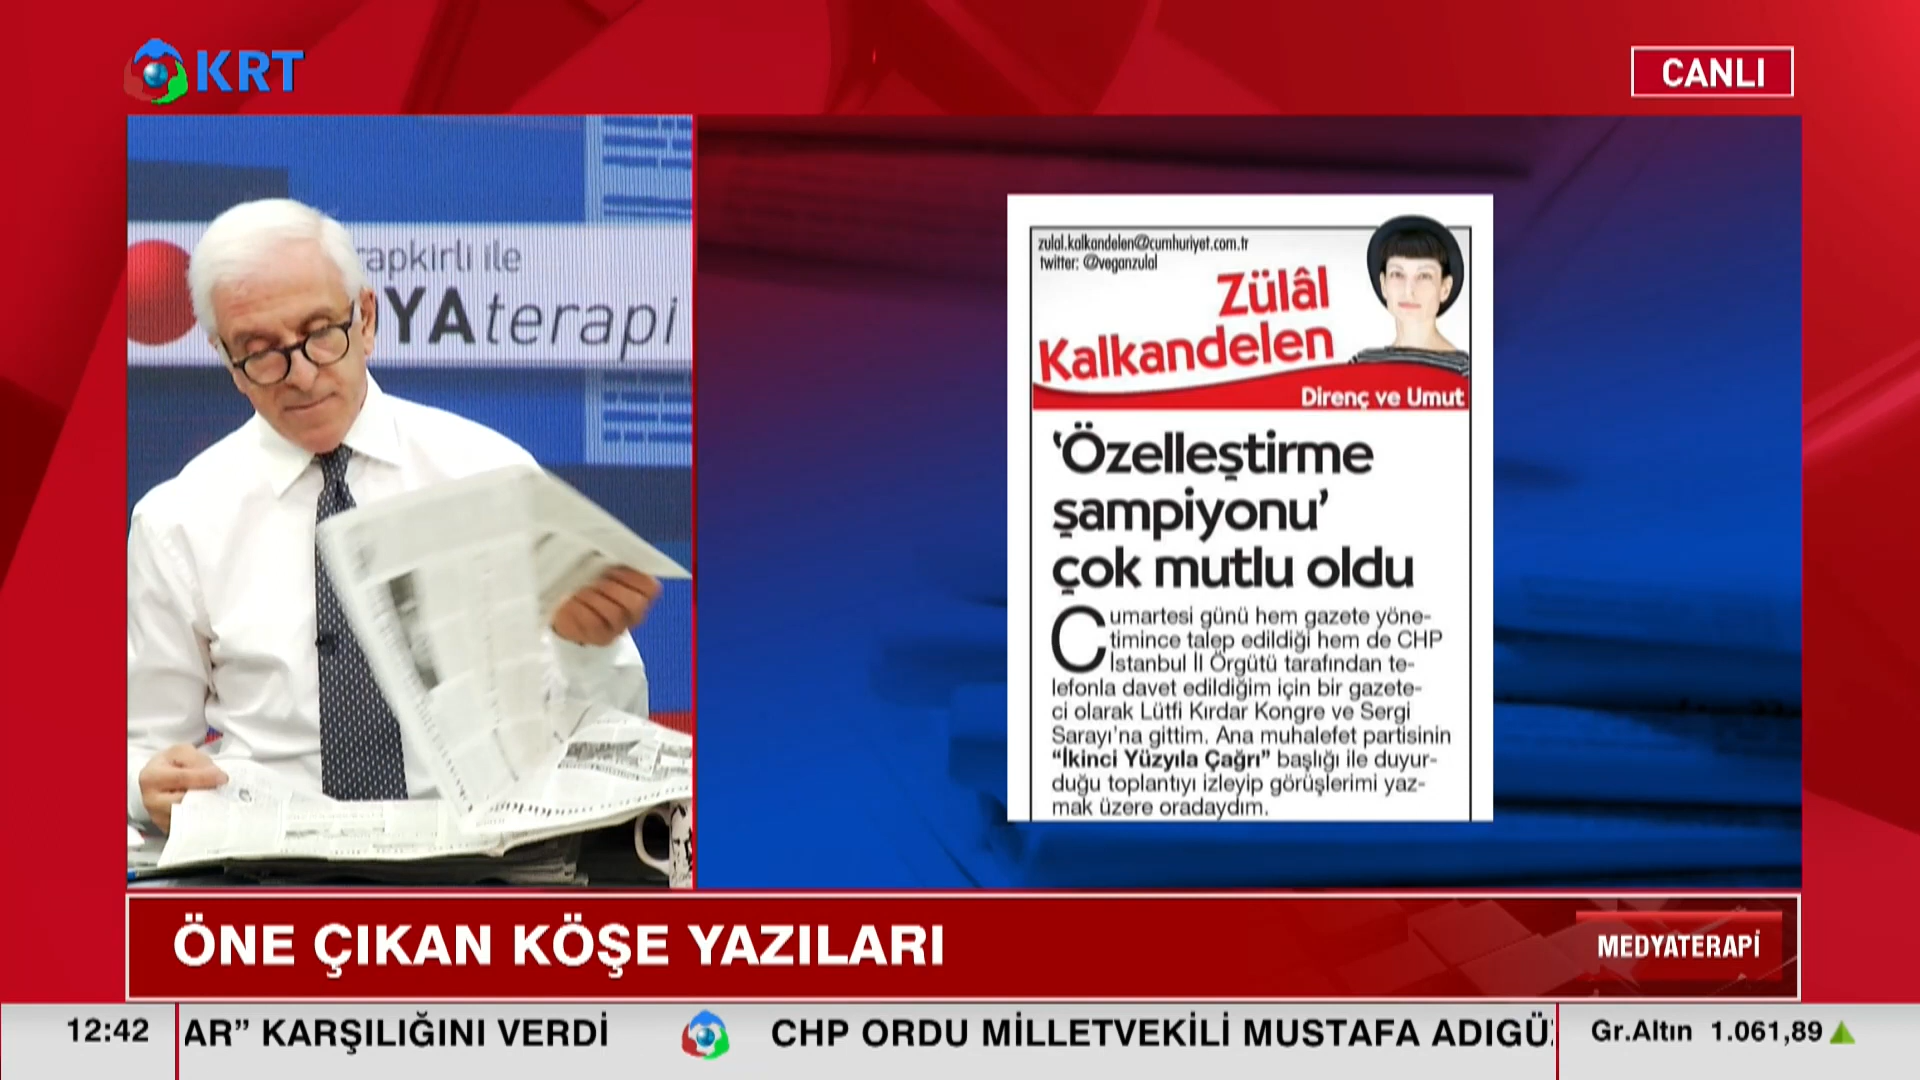 KRT
CANLI
rapkirli ile
YAterapi
zulal.kalkandelen@cumhuriyet.com.tr
twitter: @veganzulal
Zülâl
Kalkandelen
Direnç ve Umut
‘Özelleştirme
şampiyonu’
çok mutlu oldu
Cumartesi günü hem gazete yöne-
timince talep edildiği hem de CHP
İstanbul İl Örgütü tarafından te-
lefonla davet edildiğim için bir gazete-
ci olarak Lütfi Kırdar Kongre ve Sergi
Sarayı’na gittim. Ana muhalefet partisinin
“İkinci Yüzyıla Çağrı” başlığı ile duyur-
duğu toplantıyı izleyip görüşlerimi yaz-
mak üzere oradaydım.
ÖNE ÇIKAN KÖŞE YAZILARI
MEDYATERAPİ
12:42 AR” KARŞILIĞINI VERDİ CHP ORDU MİLLETVEKİLİ MUSTAFA ADIGÜ Gr.Altın 1.061,89